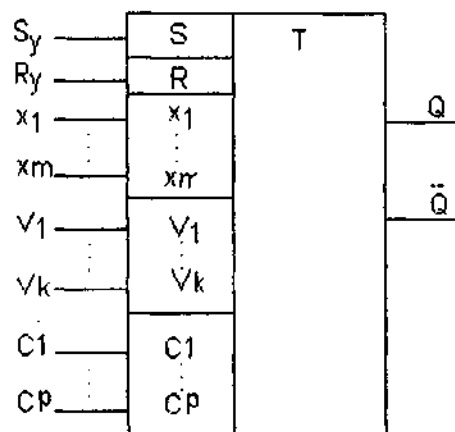 Sy S T
Ry R
x1 x1 Q
xm xm
V1 V1 Q̈
Vk Vk
C1 C1
Cp Cp